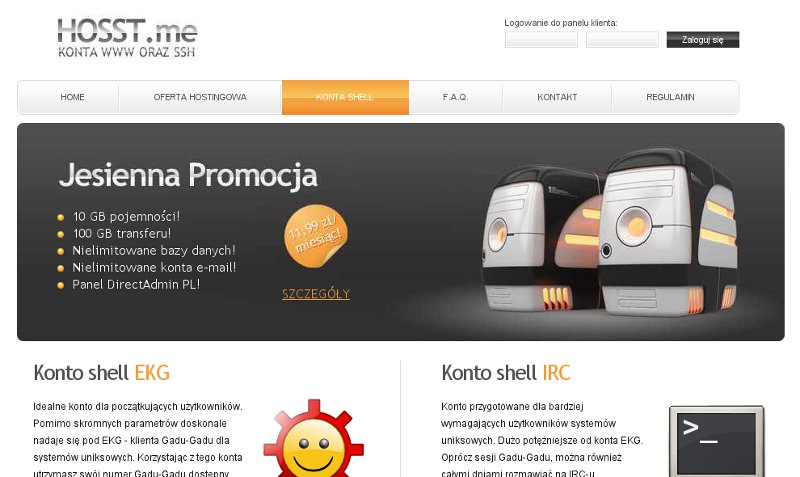 HOSST.me
KONTA WWW ORAZ SSH
Logowanie do panelu klienta:
Zaloguj się
HOME
OFERTA HOSTINGOWA
KONTA SHELL
F.A.Q.
KONTAKT
REGULAMIN
Jesienna Promocja
10 GB pojemności!
100 GB transferu!
Nielimitowane bazy danych!
Nielimitowane konta e-mail!
Panel DirectAdmin PL!
11,99 zł/
miesiąc!
SZCZEGÓŁY
Konto shell EKG
Idealne konto dla początkujących użytkowników.
Pomimo skromnych parametrów doskonale
nadaje się pod EKG - klienta Gadu-Gadu dla
systemów uniksowych. Korzystając z tego konta
utrzymasz swój numer Gadu-Gadu dostępny
Konto shell IRC
Konto przygotowane dla bardziej
wymagających użytkowników systemów
uniksowych. Dużo potężniejsze od konta EKG.
Oprócz sesji Gadu-Gadu, można również
całymi dniami rozmawiać na IRC-u
>_